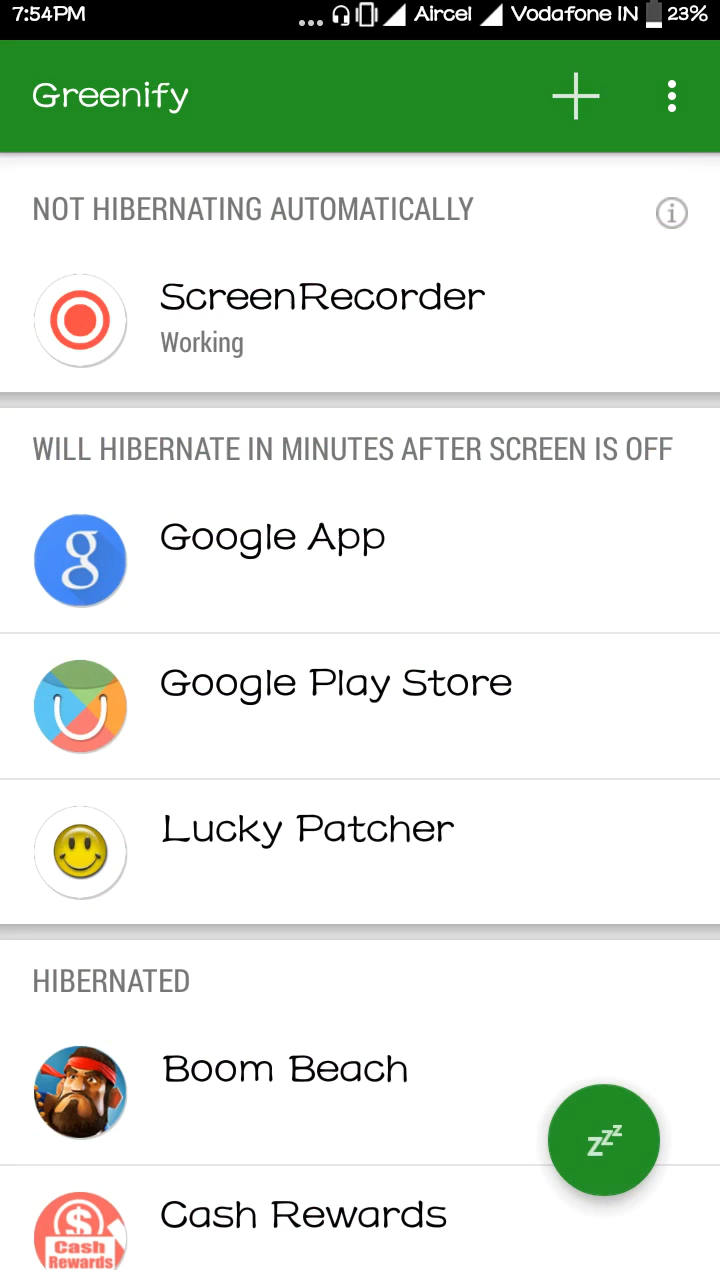 7:54PM ... Aircel Vodafone IN 23%
Greenify
NOT HIBERNATING AUTOMATICALLY
ScreenRecorder
Working
WILL HIBERNATE IN MINUTES AFTER SCREEN IS OFF
g
Google App
Google Play Store
Lucky Patcher
HIBERNATED
Boom Beach
zzz
Cash Rewards
$
Cash
Rewards